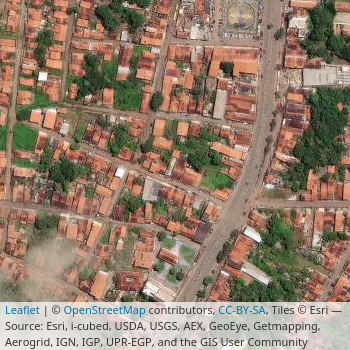 Leaflet | © OpenStreetMap contributors, CC-BY-SA, Tiles © Esri —
Source: Esri, i-cubed, USDA, USGS, AEX, GeoEye, Getmapping,
Aerogrid, IGN, IGP, UPR-EGP, and the GIS User Community